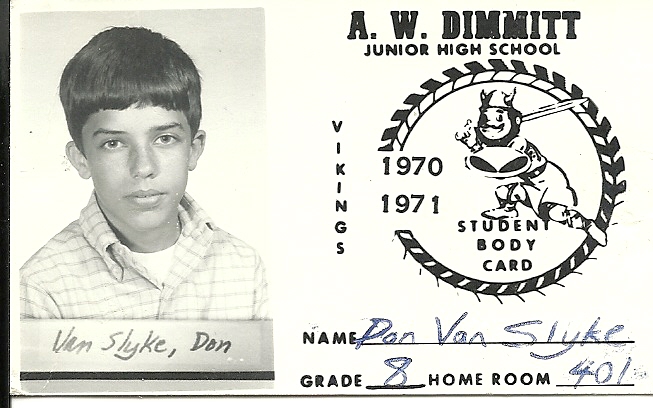 A. W. DIMMITT
JUNIOR HIGH SCHOOL
VIKINGS
1970
1971
STUDENT
BODY
CARD
Van Slyke, Don
NAME Don Van Slyke
GRADE 8 HOME ROOM 401